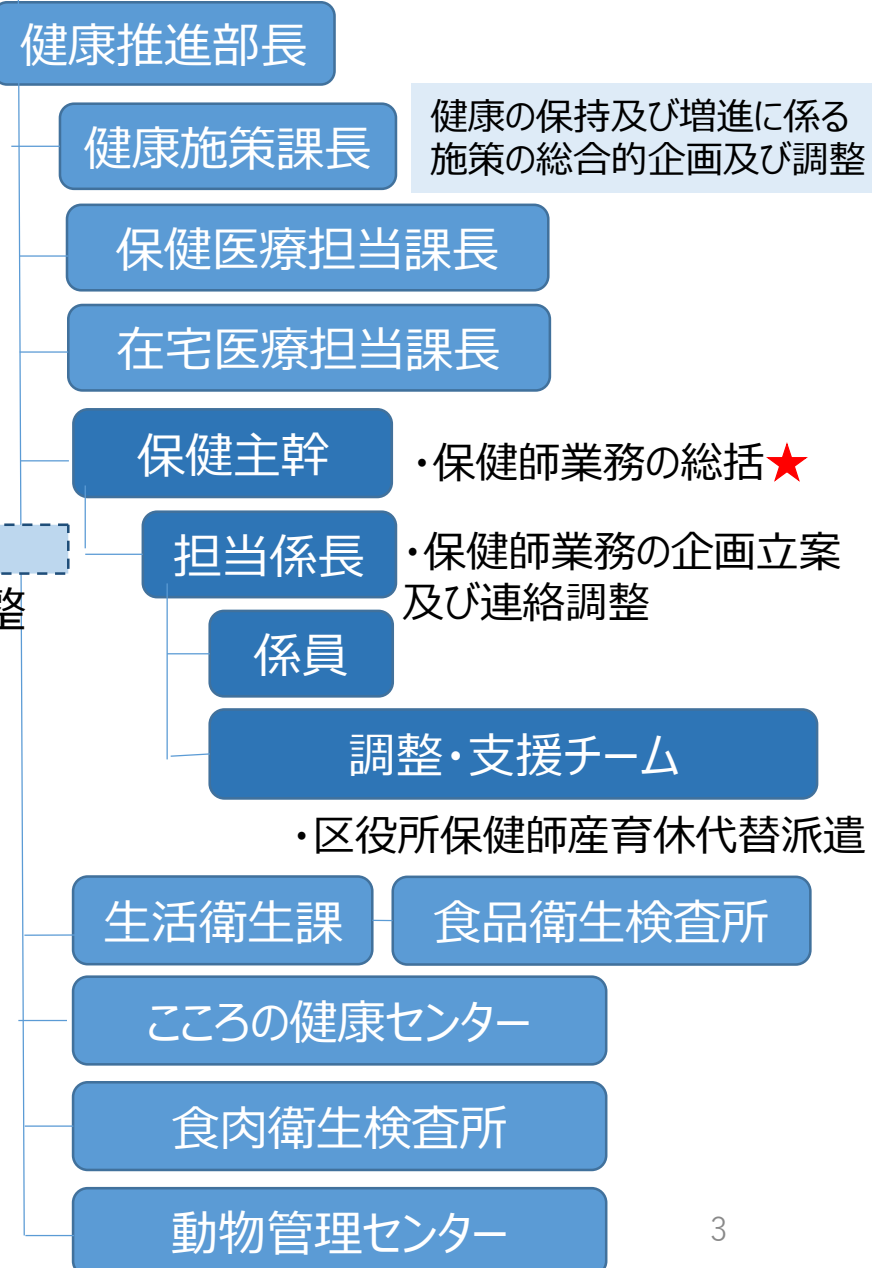 健康推進部長
健康施策課長
健康の保持及び増進に係る
施策の総合的企画及び調整
保健医療担当課長
在宅医療担当課長
保健主幹
・保健師業務の総括★
担当係長
・保健師業務の企画立案
及び連絡調整
整
係員
調整・支援チーム
・区役所保健師産育休代替派遣
生活衛生課
食品衛生検査所
こころの健康センター
食肉衛生検査所
動物管理センター
3